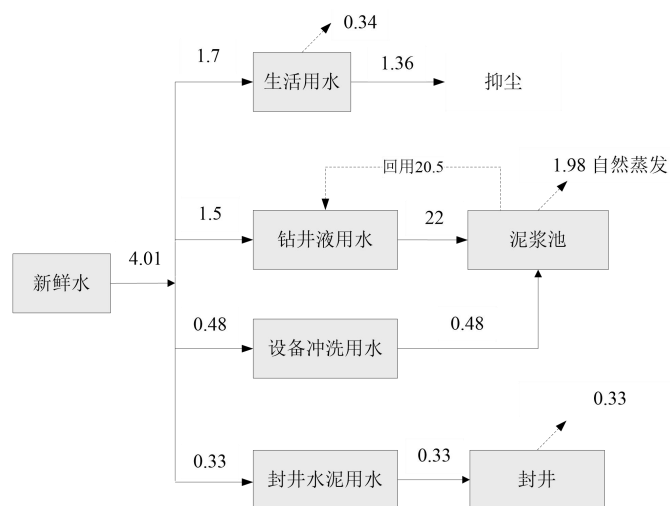 0.34
1.7
生活用水
1.36
抑尘
回用20.5
1.98 自然蒸发
1.5
钻井液用水
22
泥浆池
新鲜水
4.01
0.48
设备冲洗用水
0.48
0.33
0.33
封井水泥用水
0.33
封井